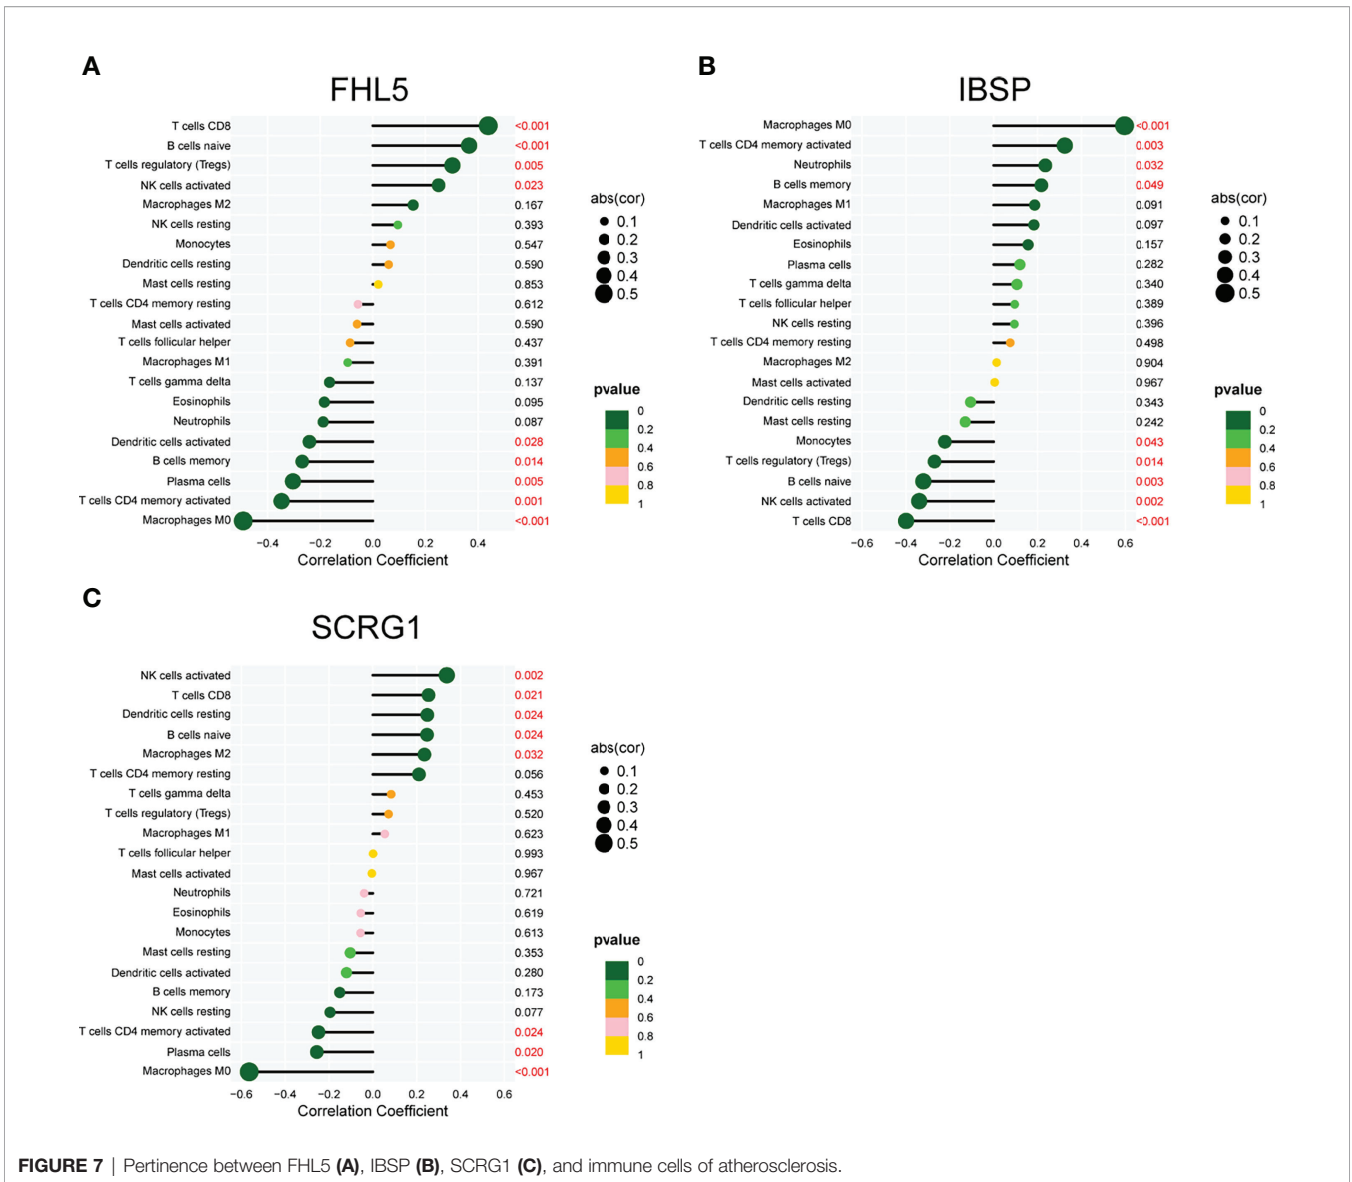 A
FHL5
T cells CD8 <0.001
B cells naive <0.001
T cells regulatory (Tregs) 0.005
NK cells activated 0.023
Macrophages M2 0.167
NK cells resting 0.393
Monocytes 0.547
Dendritic cells resting 0.590
Mast cells resting 0.853
T cells CD4 memory resting 0.612
Mast cells activated 0.590
T cells follicular helper 0.437
Macrophages M1 0.391
T cells gamma delta 0.137
Eosinophils 0.095
Neutrophils 0.087
Dendritic cells activated 0.028
B cells memory 0.014
Plasma cells 0.005
T cells CD4 memory activated 0.001
Macrophages M0 <0.001
−0.4 −0.2 0.0 0.2 0.4
Correlation Coefficient
abs(cor)
0.1
0.2
0.3
0.4
0.5
pvalue
0
0.2
0.4
0.6
0.8
1
B
IBSP
Macrophages M0 <0.001
T cells CD4 memory activated 0.003
Neutrophils 0.032
B cells memory 0.049
Macrophages M1 0.091
Dendritic cells activated 0.097
Eosinophils 0.157
Plasma cells 0.282
T cells gamma delta 0.340
T cells follicular helper 0.389
NK cells resting 0.396
T cells CD4 memory resting 0.498
Macrophages M2 0.904
Mast cells activated 0.967
Dendritic cells resting 0.343
Mast cells resting 0.242
Monocytes 0.043
T cells regulatory (Tregs) 0.014
B cells naive 0.003
NK cells activated 0.002
T cells CD8 <0.001
−0.6 −0.4 −0.2 0.0 0.2 0.4 0.6
Correlation Coefficient
abs(cor)
0.1
0.2
0.3
0.4
0.5
pvalue
0
0.2
0.4
0.6
0.8
1
C
SCRG1
NK cells activated 0.002
T cells CD8 0.021
Dendritic cells resting 0.024
B cells naive 0.024
Macrophages M2 0.032
T cells CD4 memory resting 0.056
T cells gamma delta 0.453
T cells regulatory (Tregs) 0.520
Macrophages M1 0.623
T cells follicular helper 0.993
Mast cells activated 0.967
Neutrophils 0.721
Eosinophils 0.619
Monocytes 0.613
Mast cells resting 0.353
Dendritic cells activated 0.280
B cells memory 0.173
NK cells resting 0.077
T cells CD4 memory activated 0.024
Plasma cells 0.020
Macrophages M0 <0.001
−0.6 −0.4 −0.2 0.0 0.2 0.4 0.6
Correlation Coefficient
abs(cor)
0.1
0.2
0.3
0.4
0.5
pvalue
0
0.2
0.4
0.6
0.8
1
FIGURE 7 | Pertinence between FHL5 (A), IBSP (B), SCRG1 (C), and immune cells of atherosclerosis.